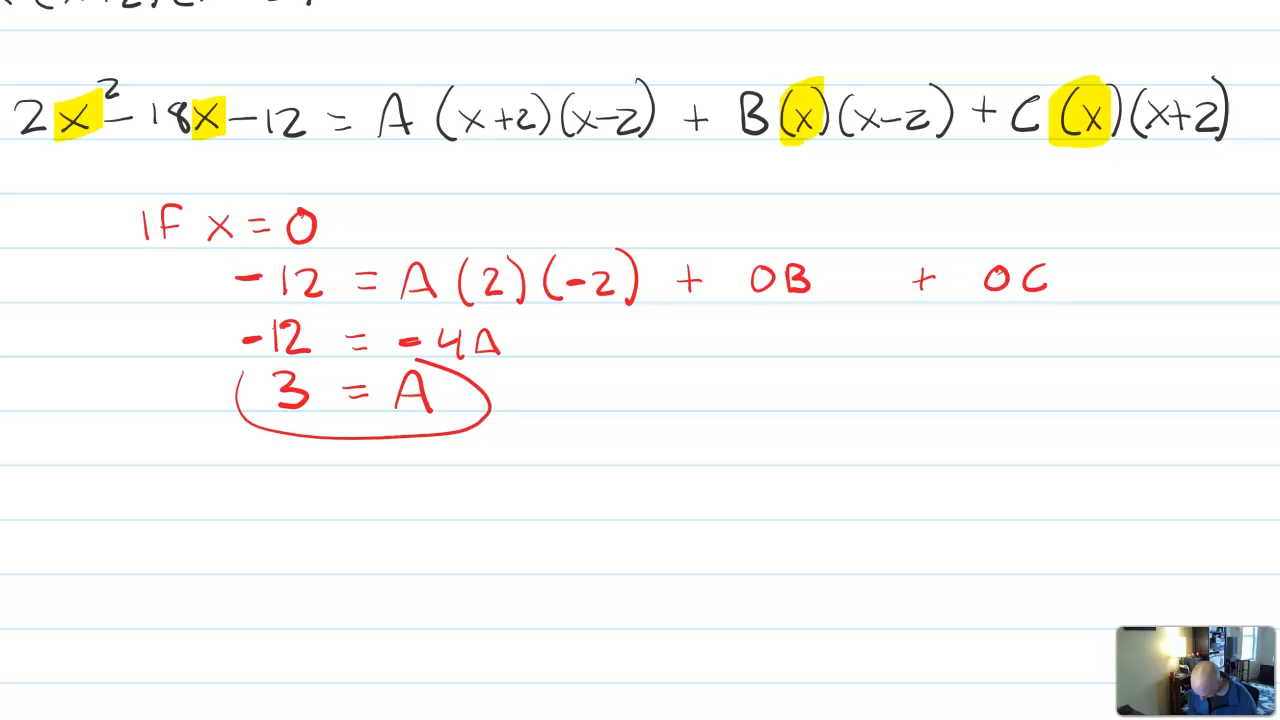 2x² - 18x - 12 = A (x+2)(x-2) + B(x)(x-2) + C(x)(x+2)
IF x = 0
-12 = A(2)(-2) + 0B + 0C
-12 = -4A
3 = A